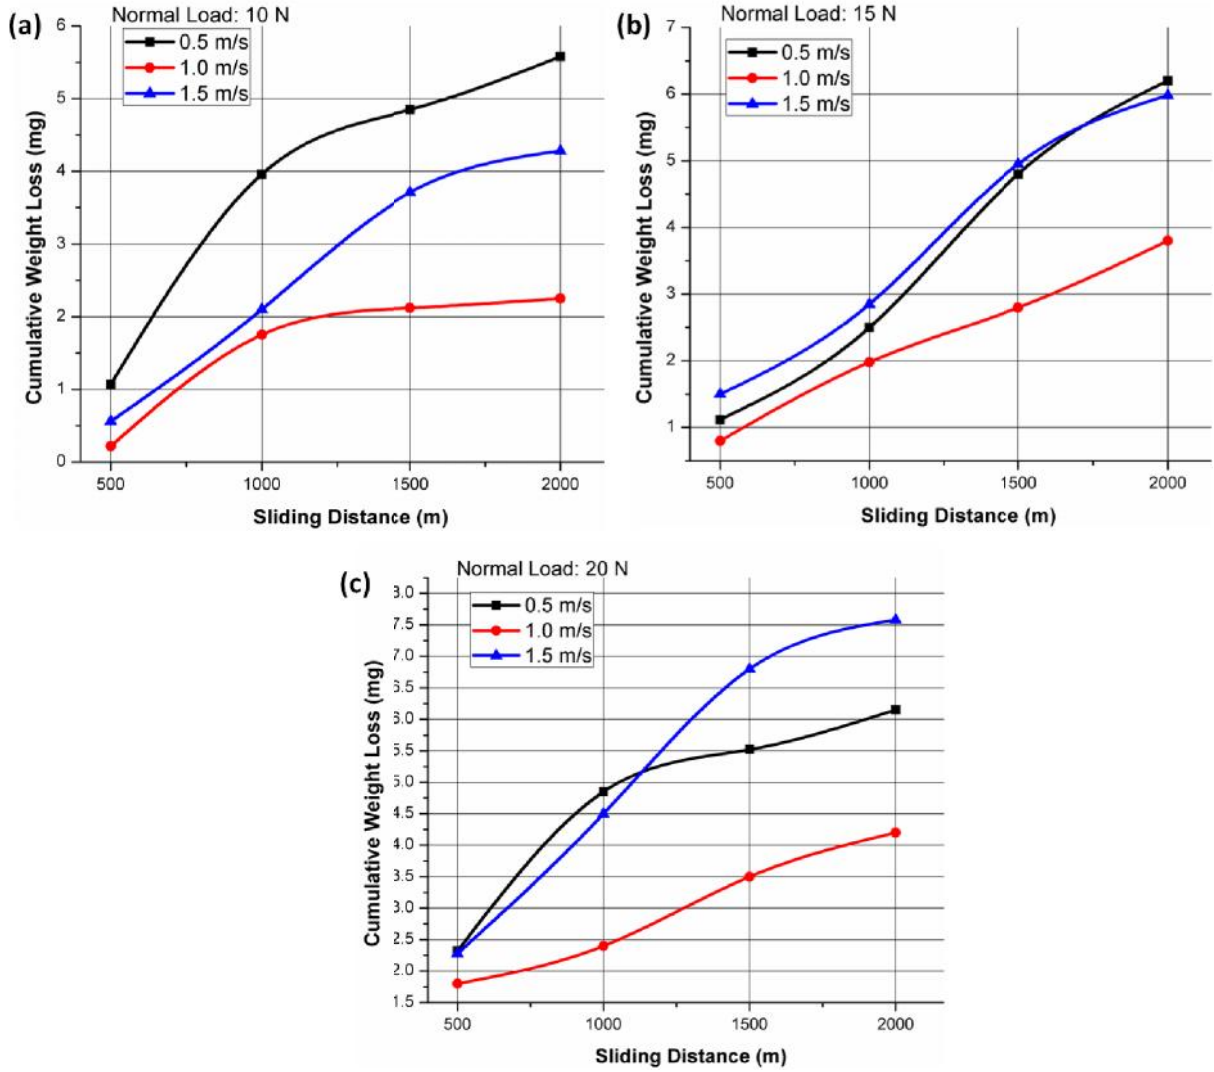 (a)
Normal Load: 10 N
0.5 m/s
1.0 m/s
1.5 m/s
Cumulative Weight Loss (mg)
6
5
4
3
2
1
0
500 1000 1500 2000
Sliding Distance (m)
(b)
Normal Load: 15 N
0.5 m/s
1.0 m/s
1.5 m/s
Cumulative Weight Loss (mg)
7
6
5
4
3
2
1
500 1000 1500 2000
Sliding Distance (m)
(c)
Normal Load: 20 N
0.5 m/s
1.0 m/s
1.5 m/s
Cumulative Weight Loss (mg)
8.0
7.5
7.0
6.5
6.0
5.5
5.0
4.5
4.0
3.5
3.0
2.5
2.0
1.5
500 1000 1500 2000
Sliding Distance (m)